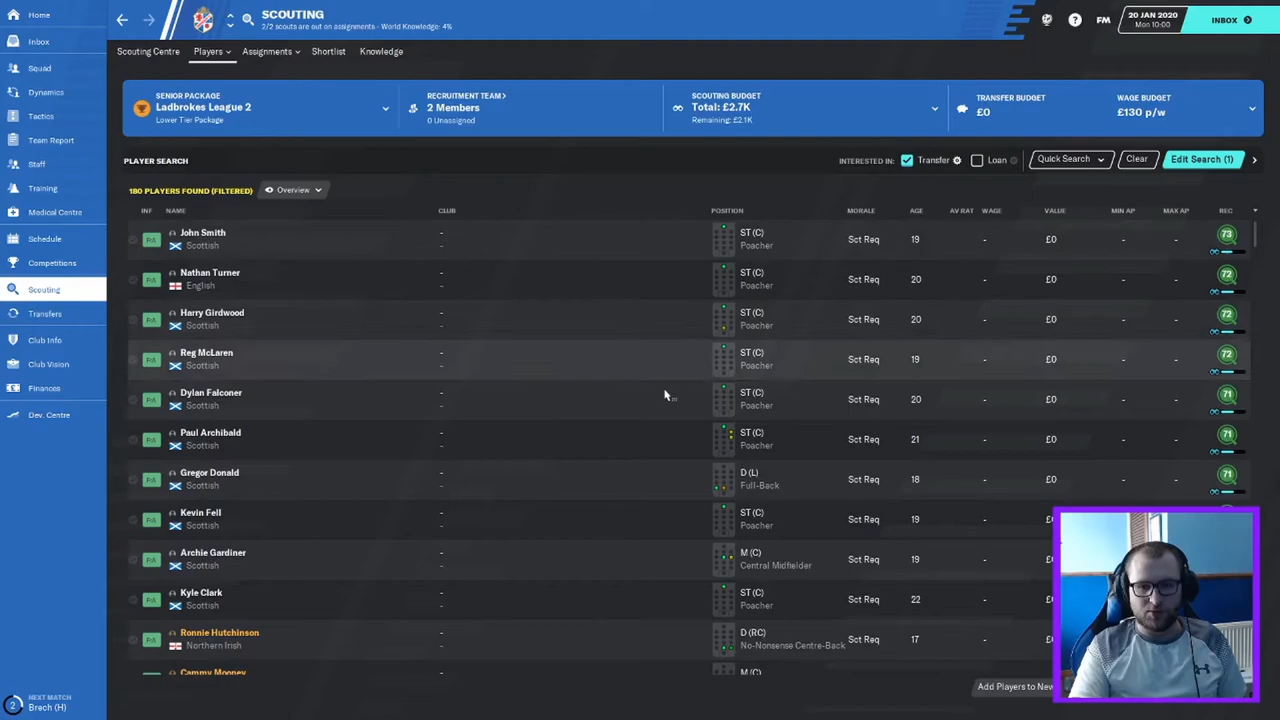 Home
Inbox
Squad
Dynamics
Tactics
Team Report
Staff
Training
Medical Centre
Schedule
Competitions
Scouting
Transfers
Club Info
Club Vision
Finances
Dev. Centre
2
NEXT MATCH
Brech (H)
SCOUTING
2/2 scouts are out on assignments - World Knowledge: 4%
FM
20 JAN 2020
Mon 10:00
INBOX
Scouting Centre Players Assignments Shortlist Knowledge
SENIOR PACKAGE
Ladbrokes League 2
Lower Tier Package
RECRUITMENT TEAM >
2 Members
0 Unassigned
SCOUTING BUDGET
Total: £2.7K
Remaining: £2.1K
TRANSFER BUDGET
£0
WAGE BUDGET
£130 p/w
PLAYER SEARCH
INTERESTED IN: Transfer Loan Quick Search Clear Edit Search (1)
180 PLAYERS FOUND (FILTERED) Overview
INF NAME CLUB POSITION MORALE AGE AV RAT WAGE VALUE MIN AP MAX AP REC
John Smith - ST (C)
Scottish - Poacher
Sct Req 19 - £0 - - 73
Nathan Turner - ST (C)
English - Poacher
Sct Req 20 - £0 - - 72
Harry Girdwood - ST (C)
Scottish - Poacher
Sct Req 20 - £0 - - 72
Reg McLaren - ST (C)
Scottish - Poacher
Sct Req 19 - £0 - - 72
Dylan Falconer - ST (C)
Scottish - Poacher
Sct Req 20 - £0 - - 71
Paul Archibald - ST (C)
Scottish - Poacher
Sct Req 21 - £0 - - 71
Gregor Donald - D (L)
Scottish - Full-Back
Sct Req 18 - £0 - - 71
Kevin Fell - ST (C)
Scottish - Poacher
Sct Req 19 -
Archie Gardiner - M (C)
Scottish - Central Midfielder
Sct Req 19 -
Kyle Clark - ST (C)
Scottish - Poacher
Sct Req 22 -
Ronnie Hutchinson - D (RC)
Northern Irish - No-Nonsense Centre-Back
Sct Req 17 -
Cammy Mooney - M (C)
Add Players to New